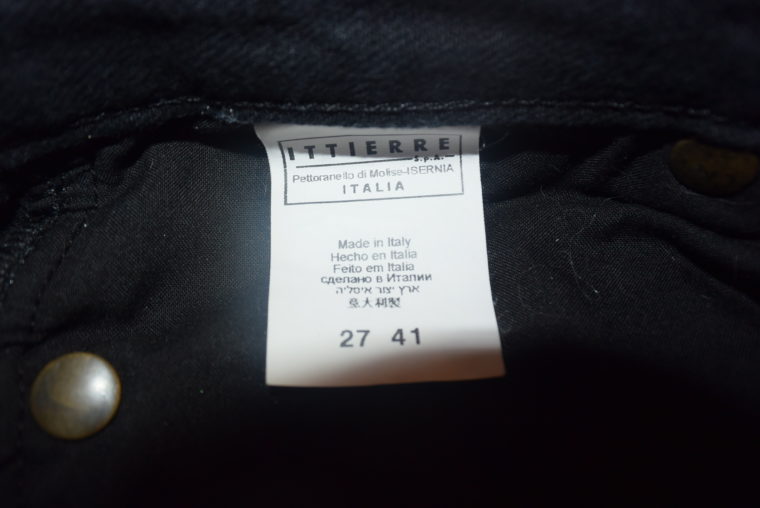 ITTIERRE
S.p.A.
Pettoranello di Molise-ISERNIA
ITALIA
Made in Italy
Hecho en Italia
Feito em Italia
сделано в Италии
ארץ יצור איטליה
意大利製
27 41